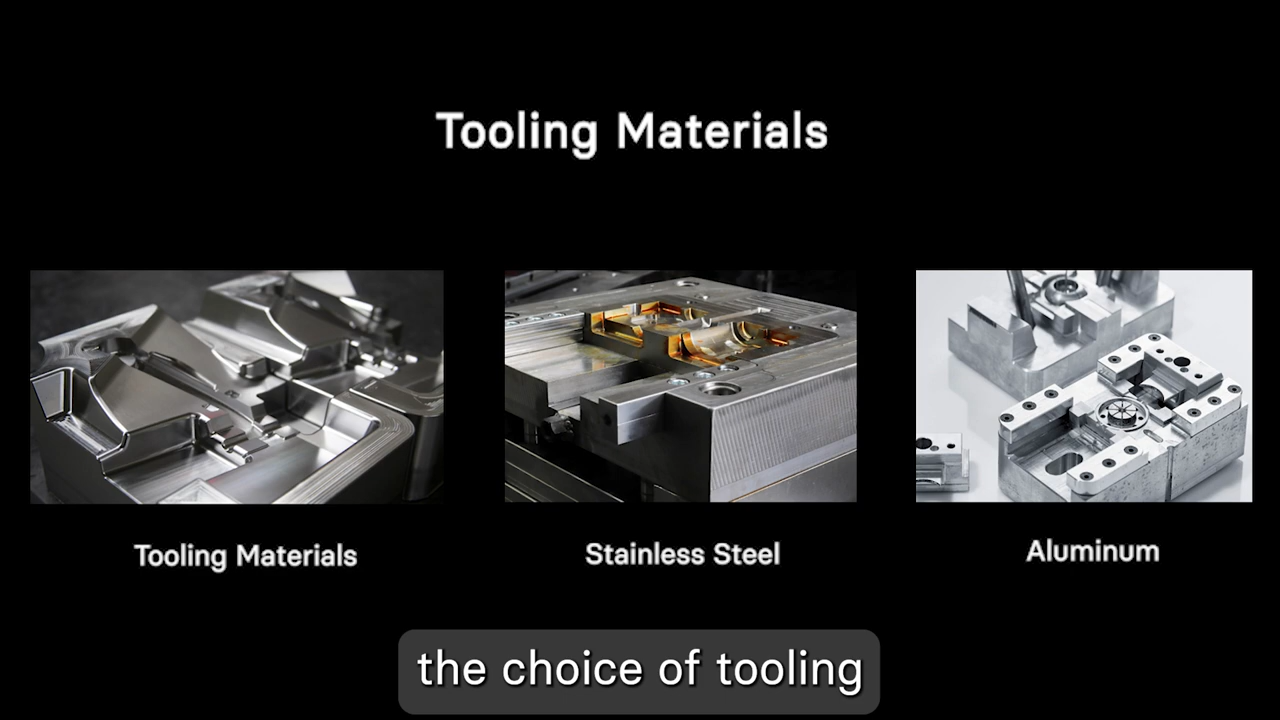 Tooling Materials
Tooling Materials
Stainless Steel
Aluminum
the choice of tooling